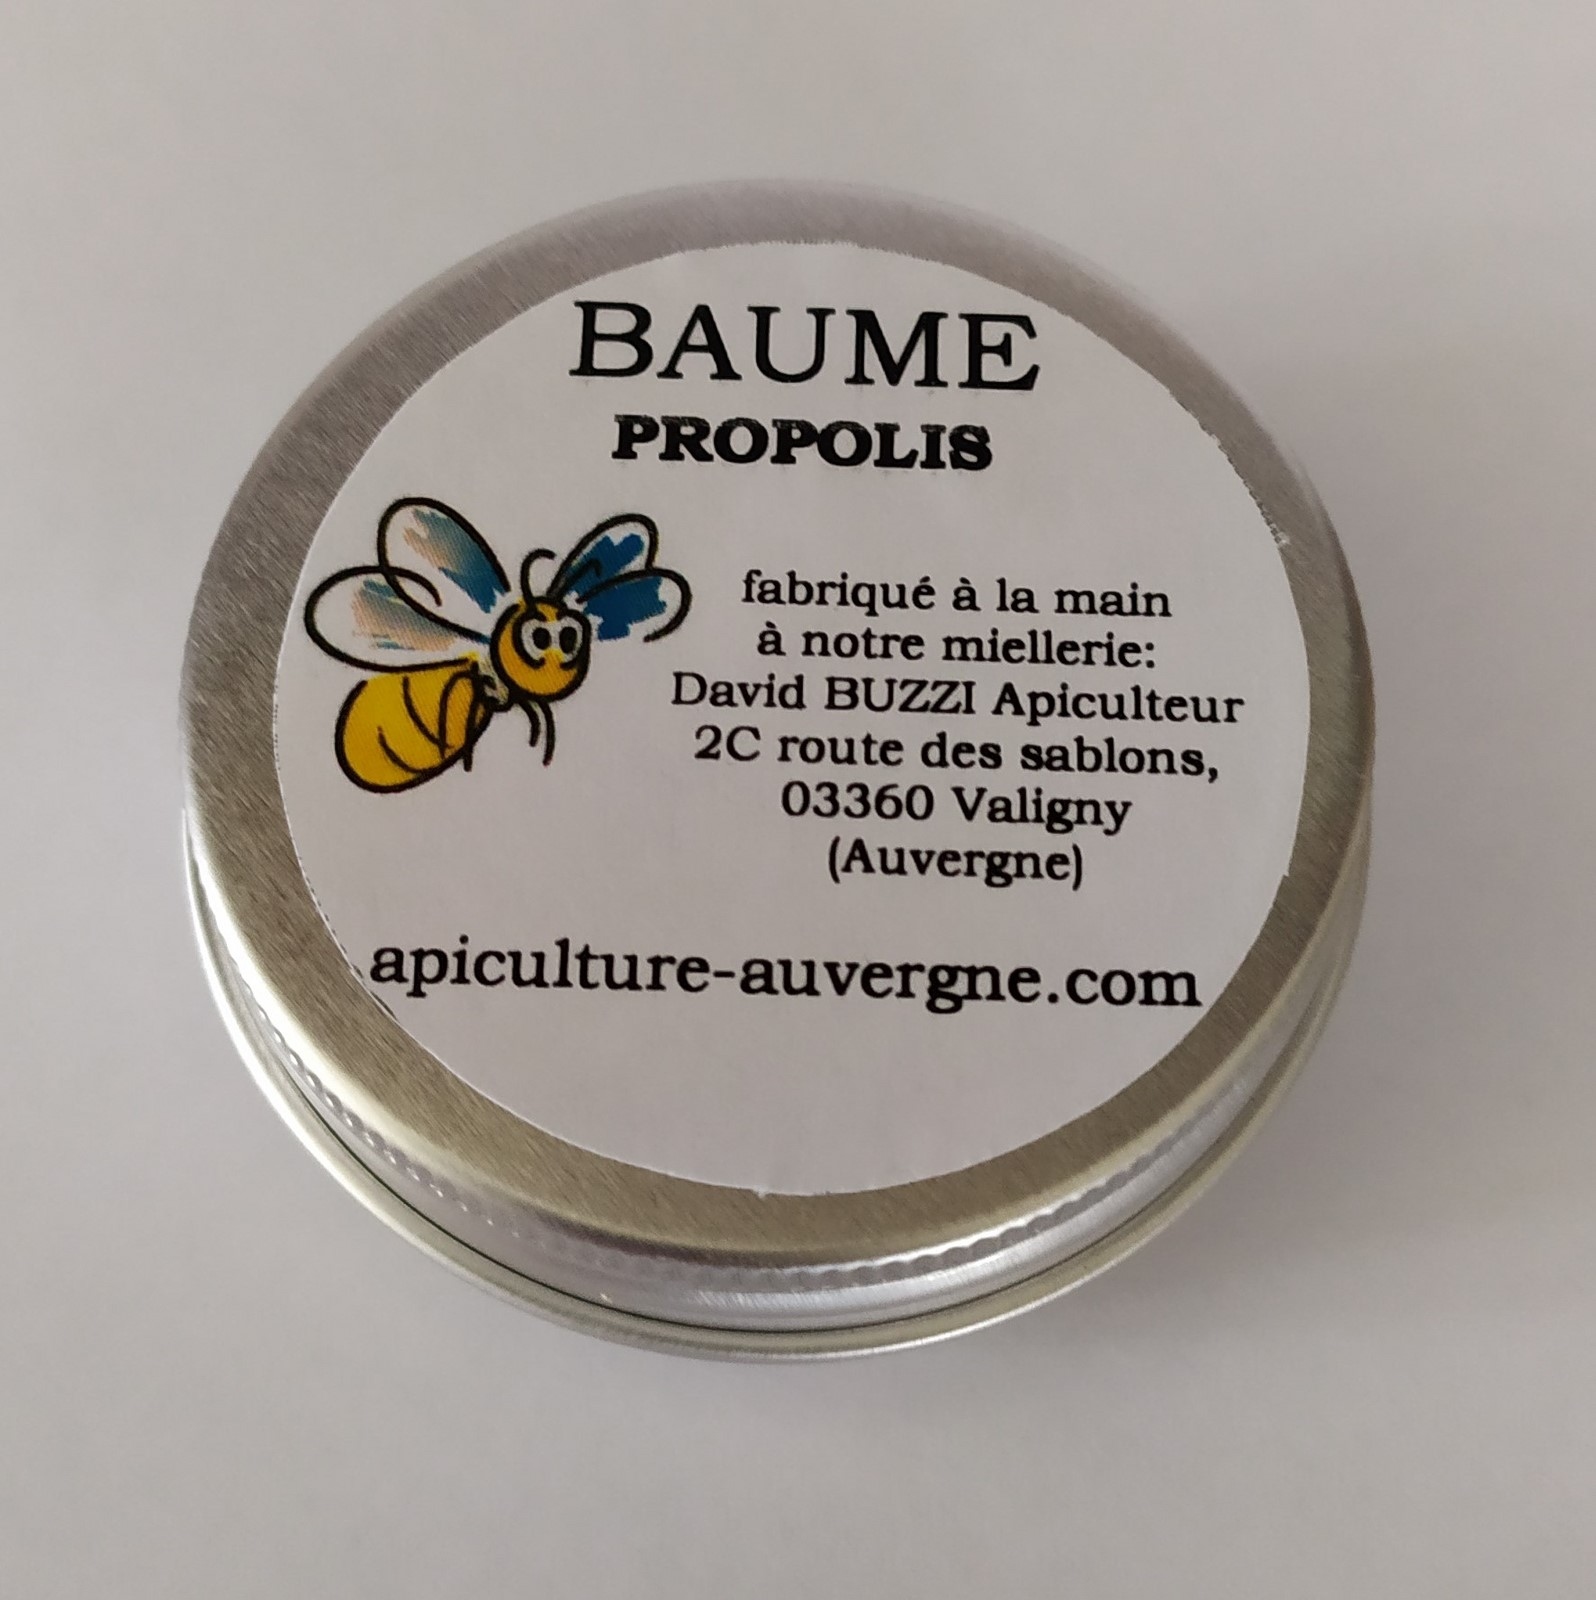 BAUME
PROPOLIS
fabriqué à la main
à notre miellerie:
David BUZZI Apiculteur
2C route des sablons,
03360 Valigny
(Auvergne)
apiculture-auvergne.com